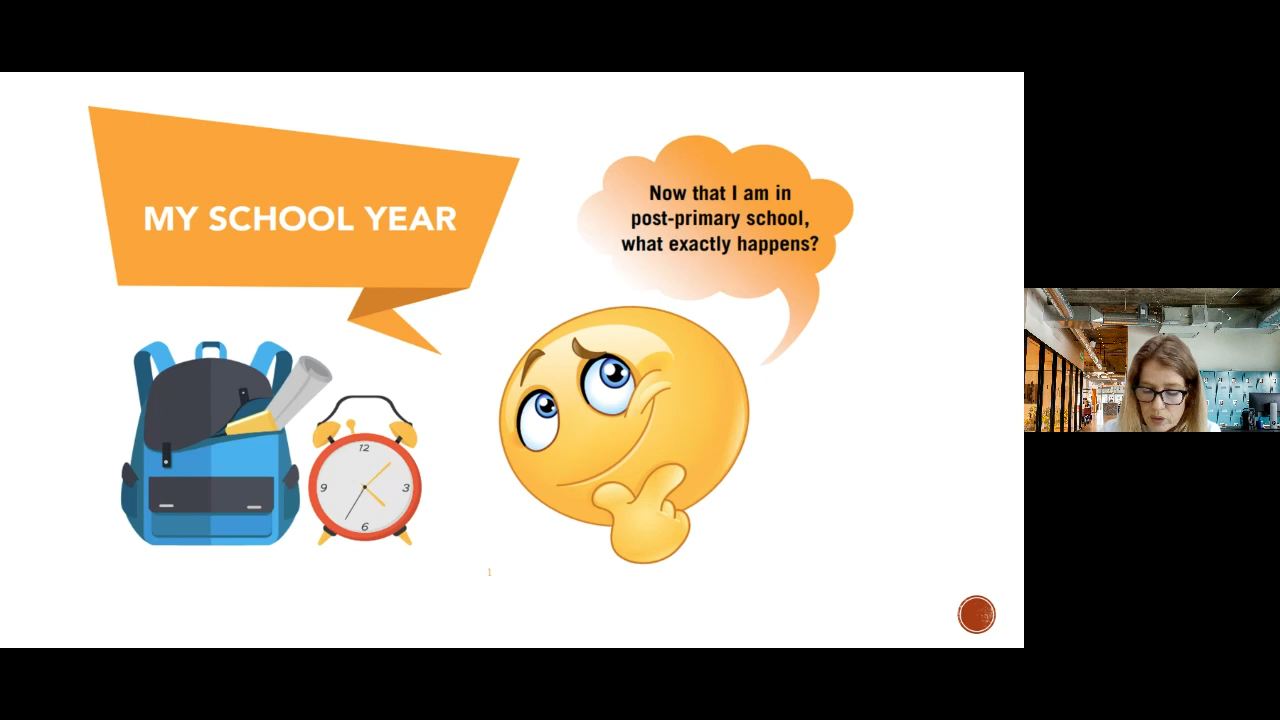 MY SCHOOL YEAR
Now that I am in
post-primary school,
what exactly happens?
12
9
3
6
1